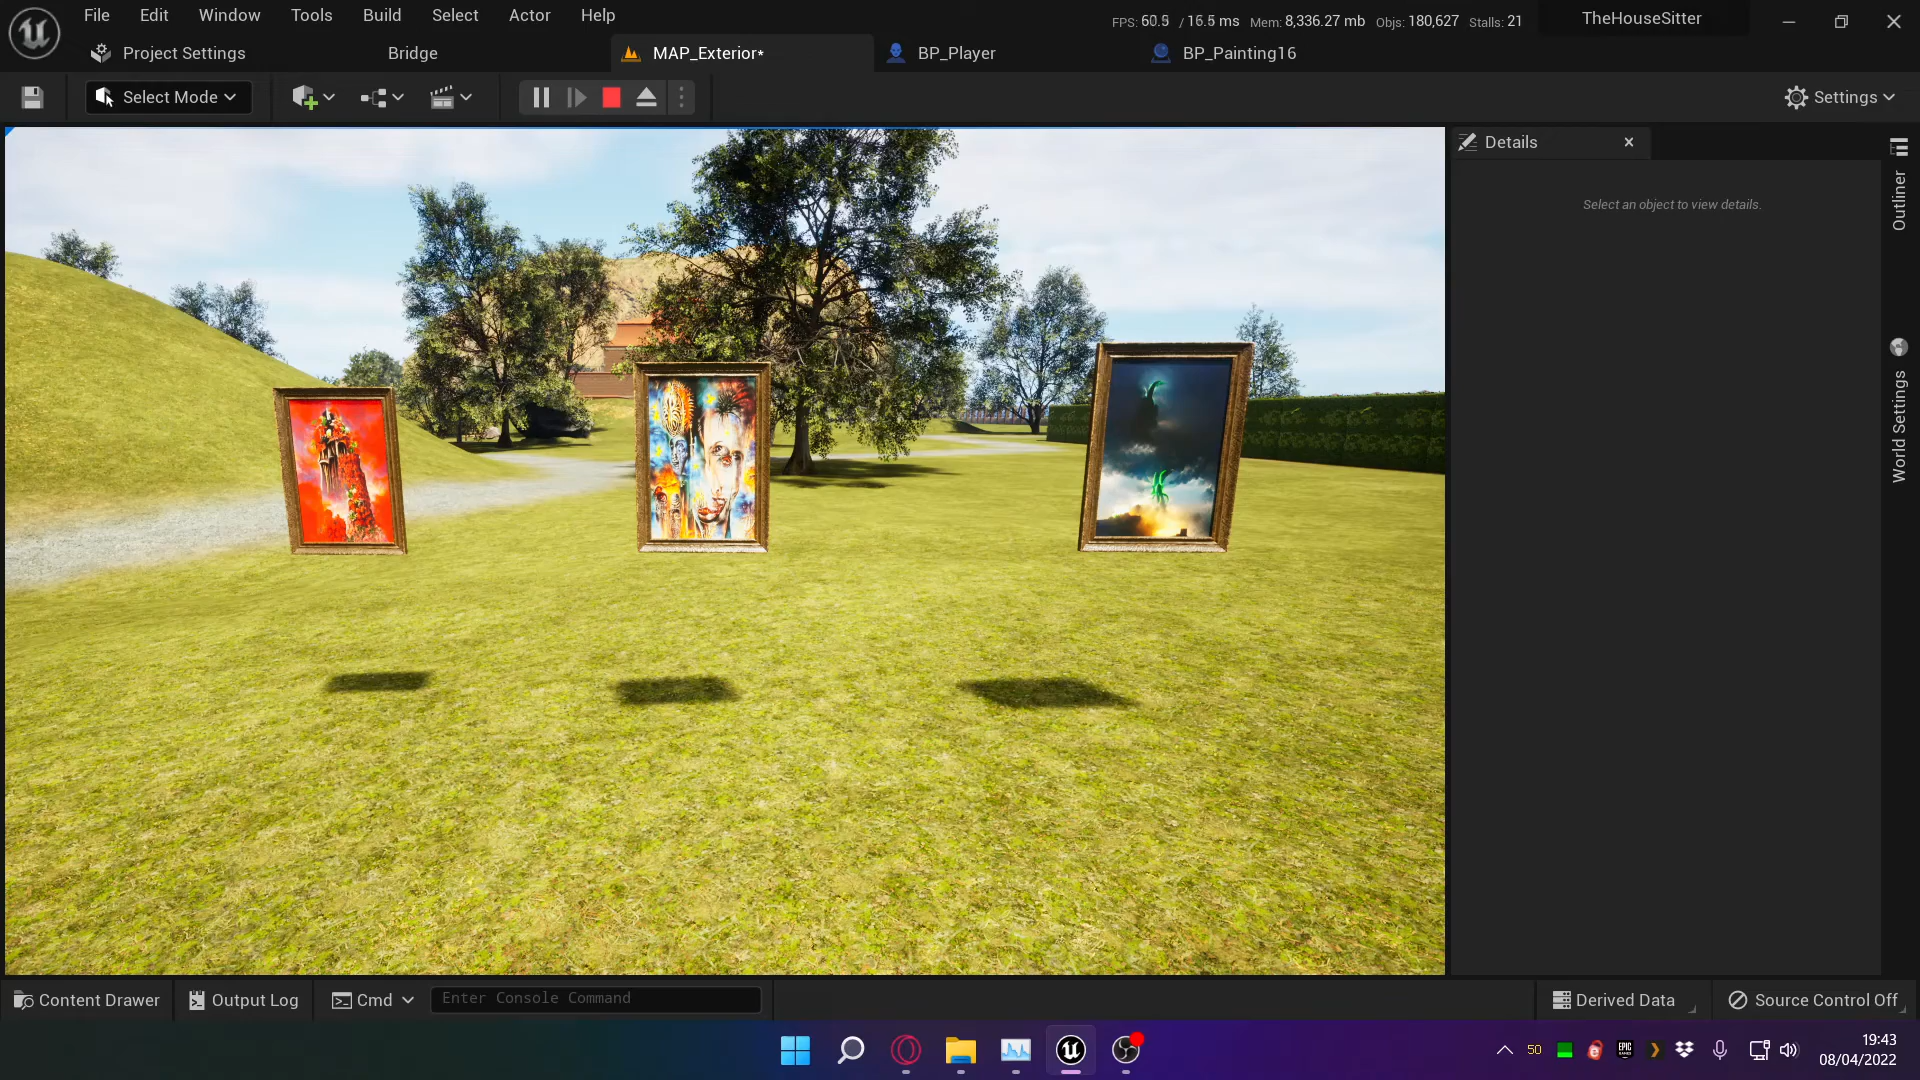 File Edit Window Tools Build Select Actor Help
FPS: 60.5 / 16.5 ms Mem: 8,336.27 mb Objs: 180,627 Stalls: 21
TheHouseSitter
Project Settings
Bridge
MAP_Exterior*
BP_Player
BP_Painting16
Select Mode
Settings
Details
Select an object to view details.
Outliner
World Settings
Content Drawer
Output Log
Cmd
Enter Console Command
Derived Data
Source Control Off
50
EPIC
19:43
08/04/2022